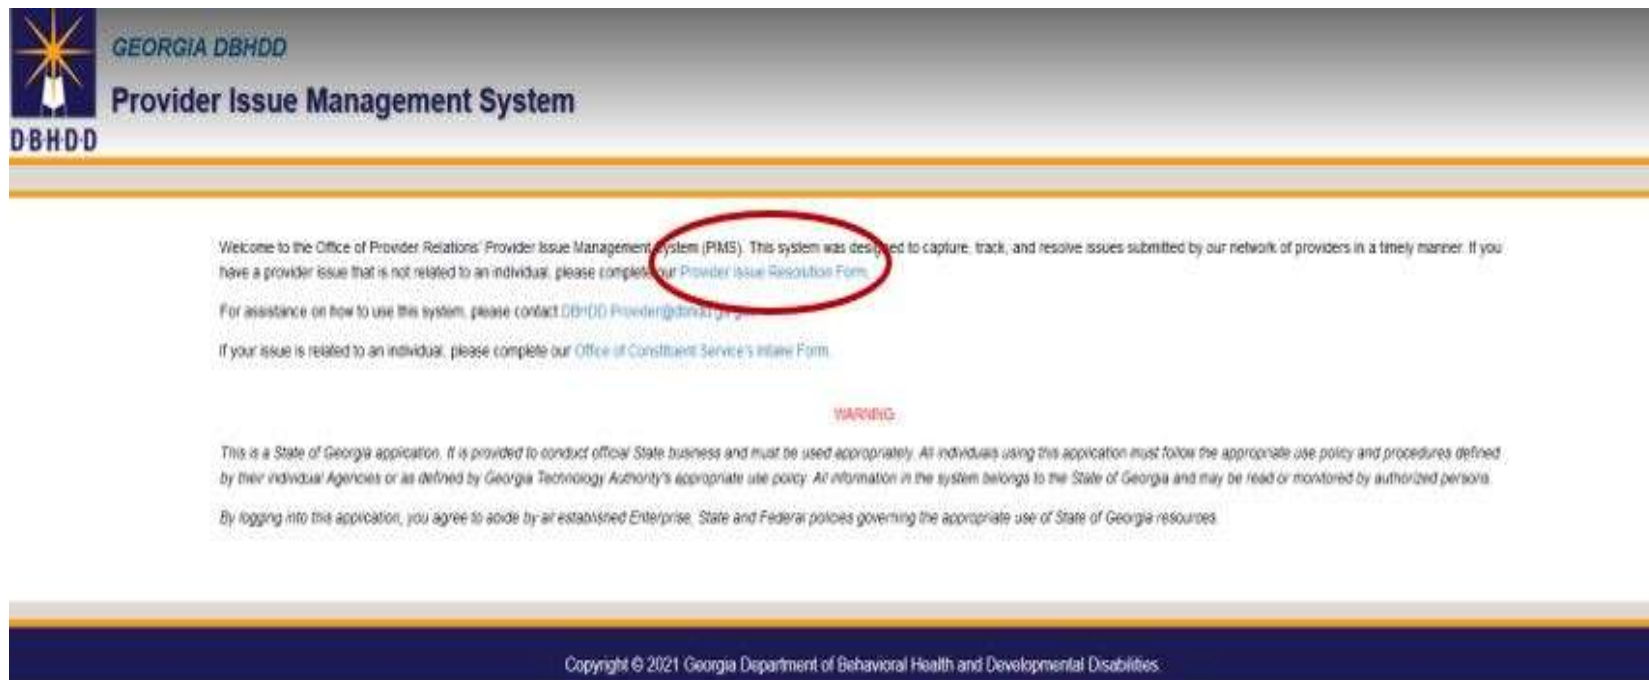 GEORGIA DBHDD
Provider Issue Management System
D·B·H·D·D
Welcome to the Office of Provider Relations' Provider Issue Management System (PIMS). This system was designed to capture, track, and resolve issues submitted by our network of providers in a timely manner. If you
have a provider issue that is not related to an individual, please complete our Provider Issue Resolution Form.
For assistance on how to use this system, please contact DBHDD.Provider@dbhdd.ga.gov
If your issue is related to an individual, please complete our Office of Constituent Service's Intake Form.
WARNING
This is a State of Georgia application. It is provided to conduct official State business and must be used appropriately. All individuals using this application must follow the appropriate use policy and procedures defined
by their individual Agencies or as defined by Georgia Technology Authority's appropriate use policy. All information in the system belongs to the State of Georgia and may be read or monitored by authorized persons.
By logging into this application, you agree to abide by all established Enterprise, State and Federal policies governing the appropriate use of State of Georgia resources.
Copyright © 2021 Georgia Department of Behavioral Health and Developmental Disabilities.